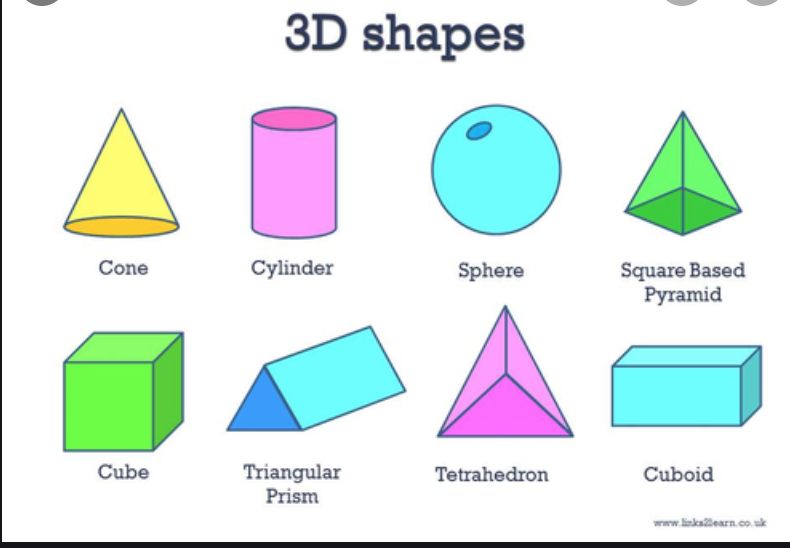 3D shapes
Cone
Cylinder
Sphere
Square Based
Pyramid
Cube
Triangular
Prism
Tetrahedron
Cuboid
www.links2learn.co.uk